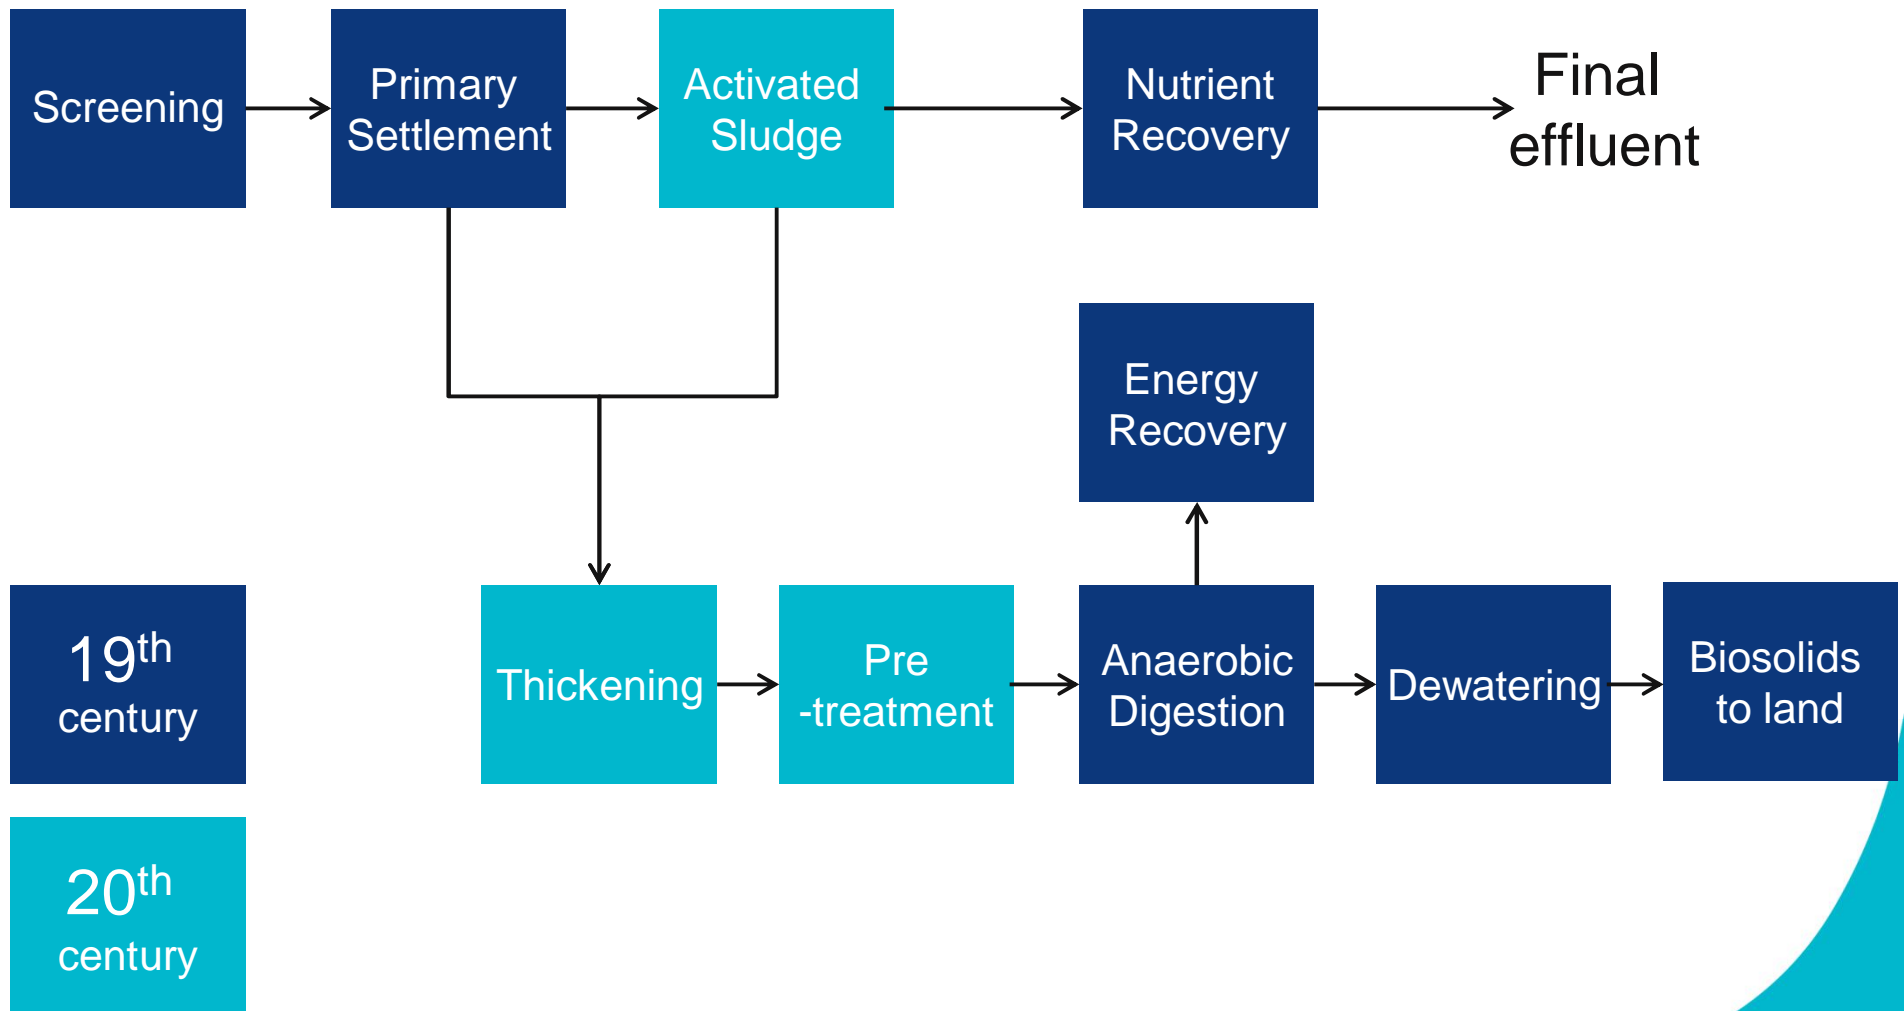 Screening
Primary
Settlement
Activated
Sludge
Nutrient
Recovery
Final
effluent
Energy
Recovery
19th
century
Thickening
Pre
-treatment
Anaerobic
Digestion
Dewatering
Biosolids
to land
20th
century